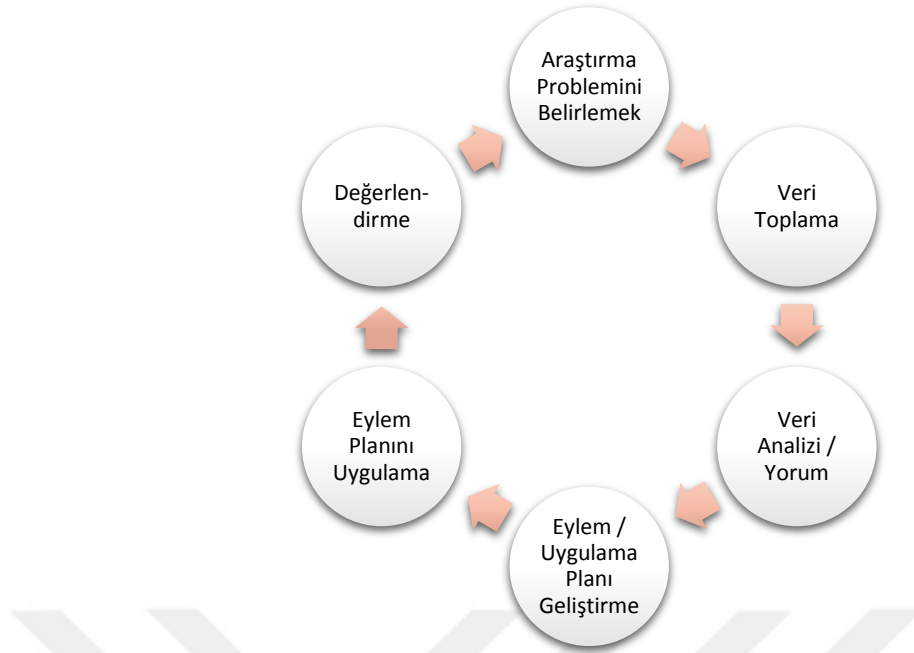 Araştırma
Problemini
Belirlemek
Veri
Toplama
Veri
Analizi /
Yorum
Eylem /
Uygulama
Planı
Geliştirme
Eylem
Planını
Uygulama
Değerlen-
dirme